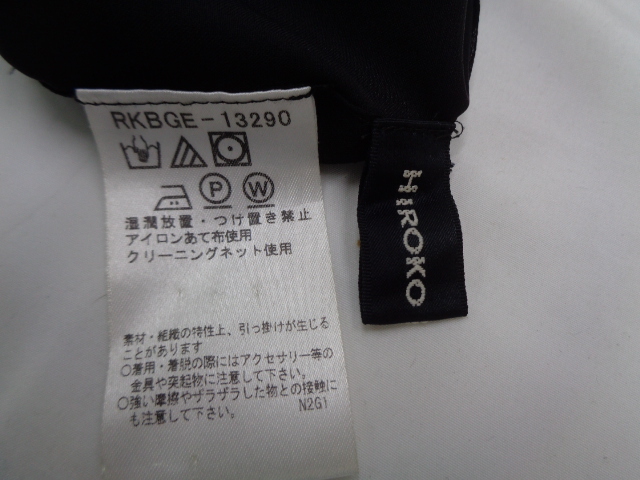 RKBGE-13290
P
W
湿潤放置・つけ置き禁止
アイロンあて布使用
クリーニングネット使用
素材・組織の特性上、引っ掛けが生じる
ことがあります
○着用・着脱の際にはアクセサリー等の
金具や突起物に注意して下さい。
○強い摩擦やザラザラした物との接触に
も注意して下さい。
N2G1
HIROKO